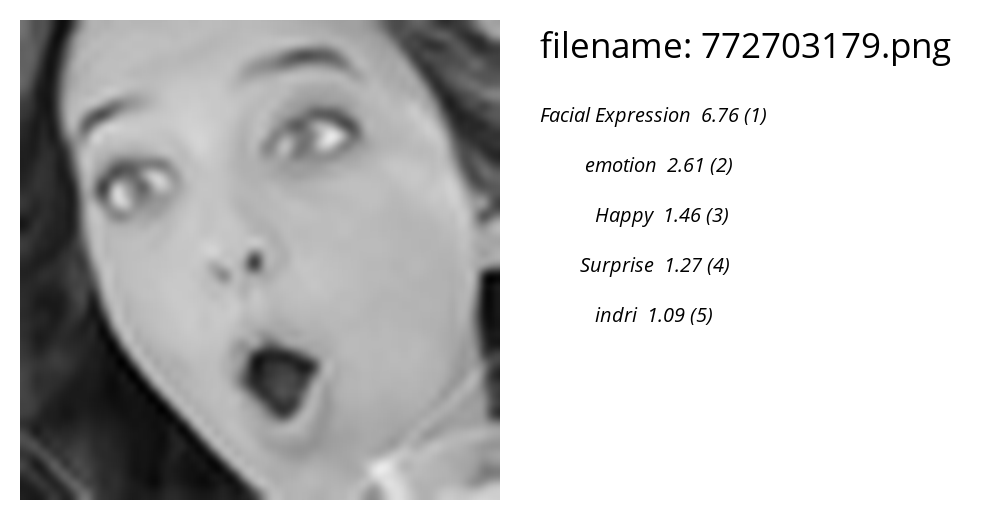 filename: 772703179.png
Facial Expression 6.76 (1)
emotion 2.61 (2)
Happy 1.46 (3)
Surprise 1.27 (4)
indri 1.09 (5)